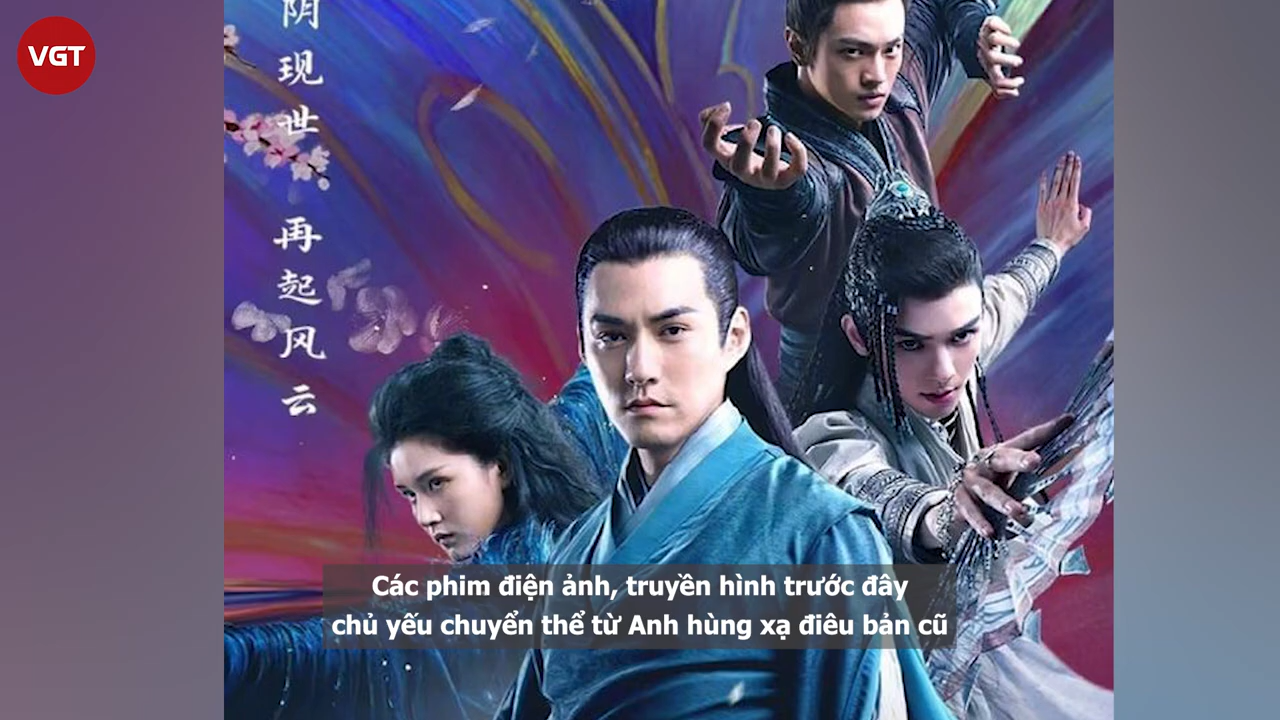 VGT
阴现世再起风云
Các phim điện ảnh, truyền hình trước đây
chủ yếu chuyển thể từ Anh hùng xạ điêu bản cũ